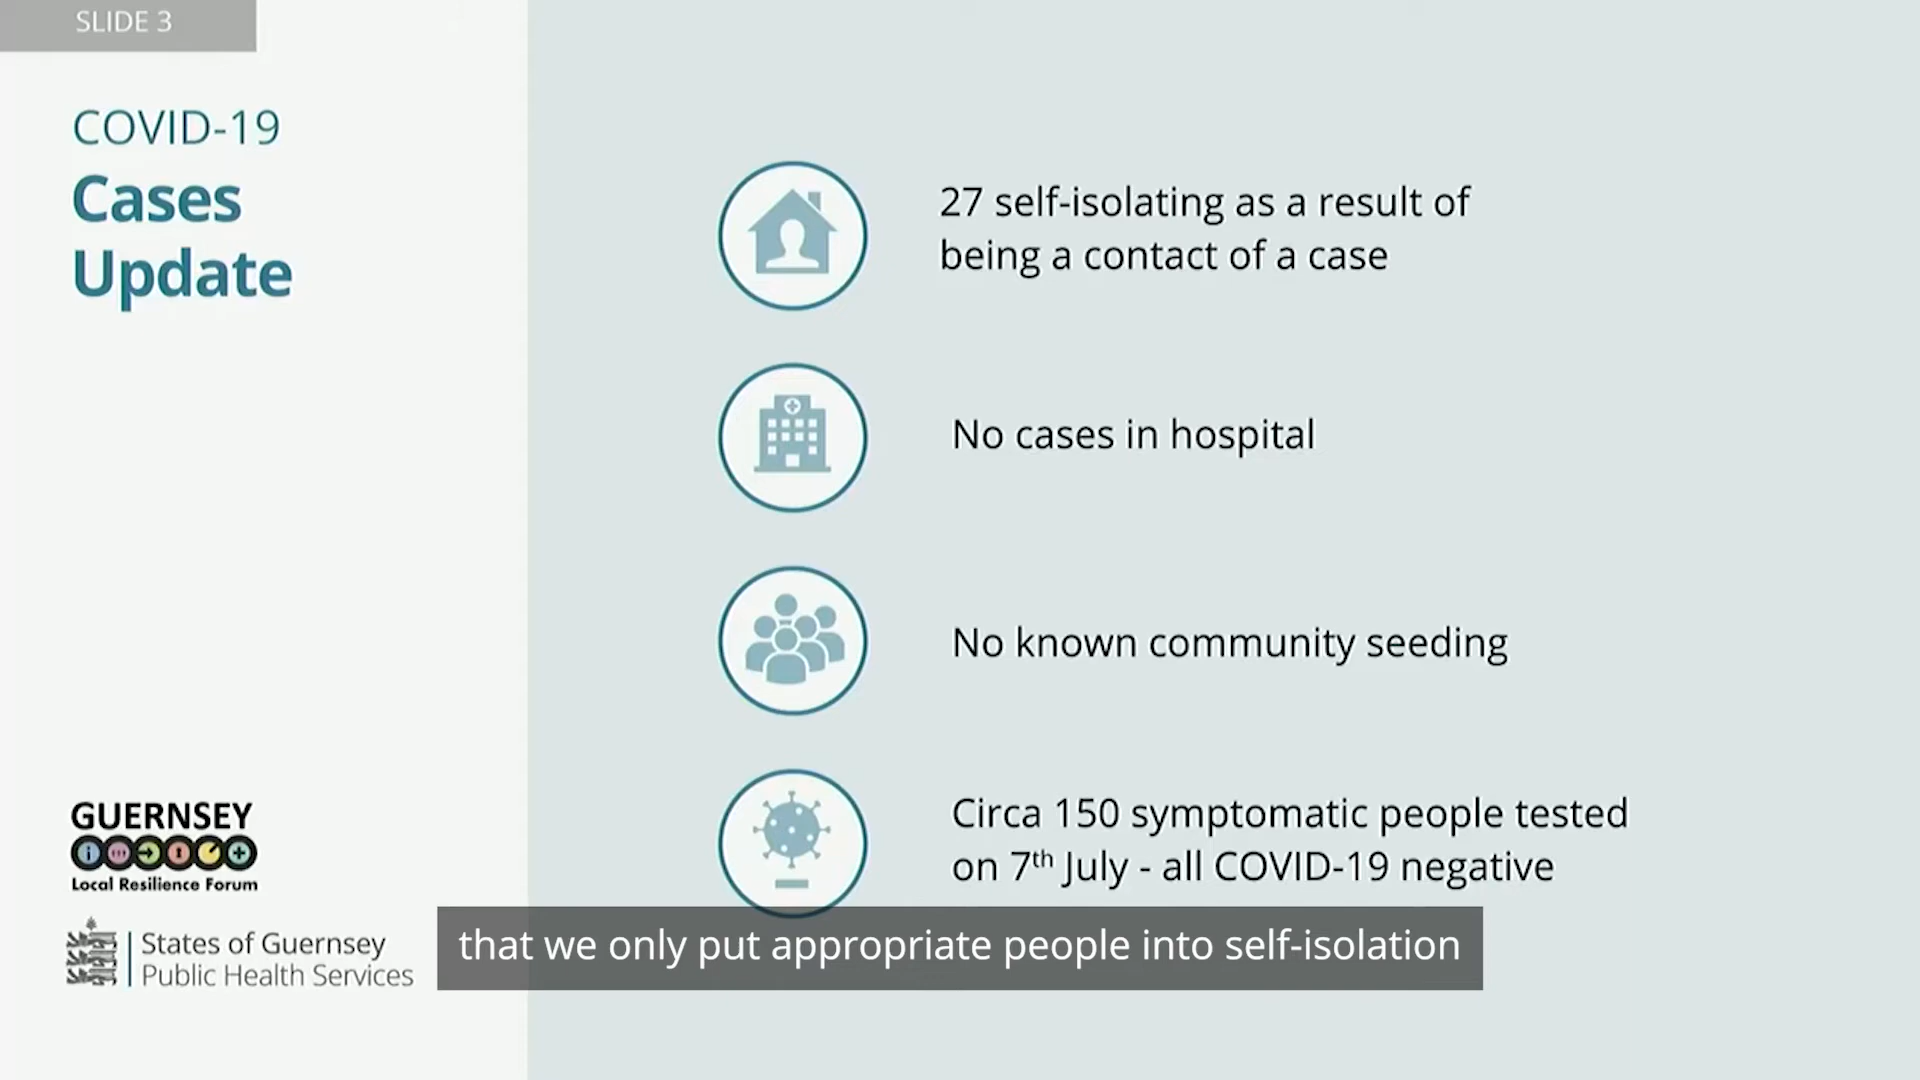 SLIDE 3
COVID-19
Cases
Update
27 self-isolating as a result of
being a contact of a case
No cases in hospital
No known community seeding
Circa 150 symptomatic people tested
on 7th July - all COVID-19 negative
GUERNSEY
Local Resilience Forum
States of Guernsey
Public Health Services
that we only put appropriate people into self-isolation